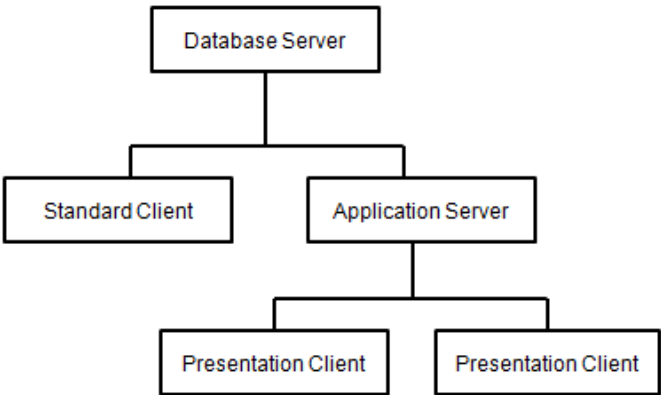 Database Server
Standard Client
Application Server
Presentation Client
Presentation Client